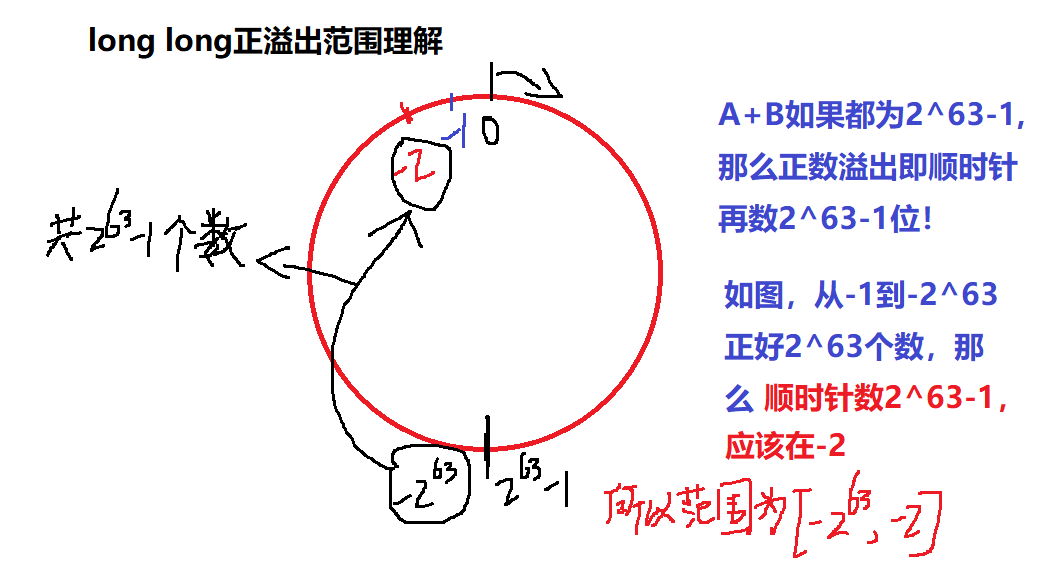 long long正溢出范围理解
-1
0
-2
共2^63-1个数
-2^63
2^63-1
A+B如果都为2^63-1,
那么正数溢出即顺时针
再数2^63-1位！
如图，从-1到-2^63
正好2^63个数，那
么 顺时针数2^63-1，
应该在-2
所以范围为[-2^63, -2]